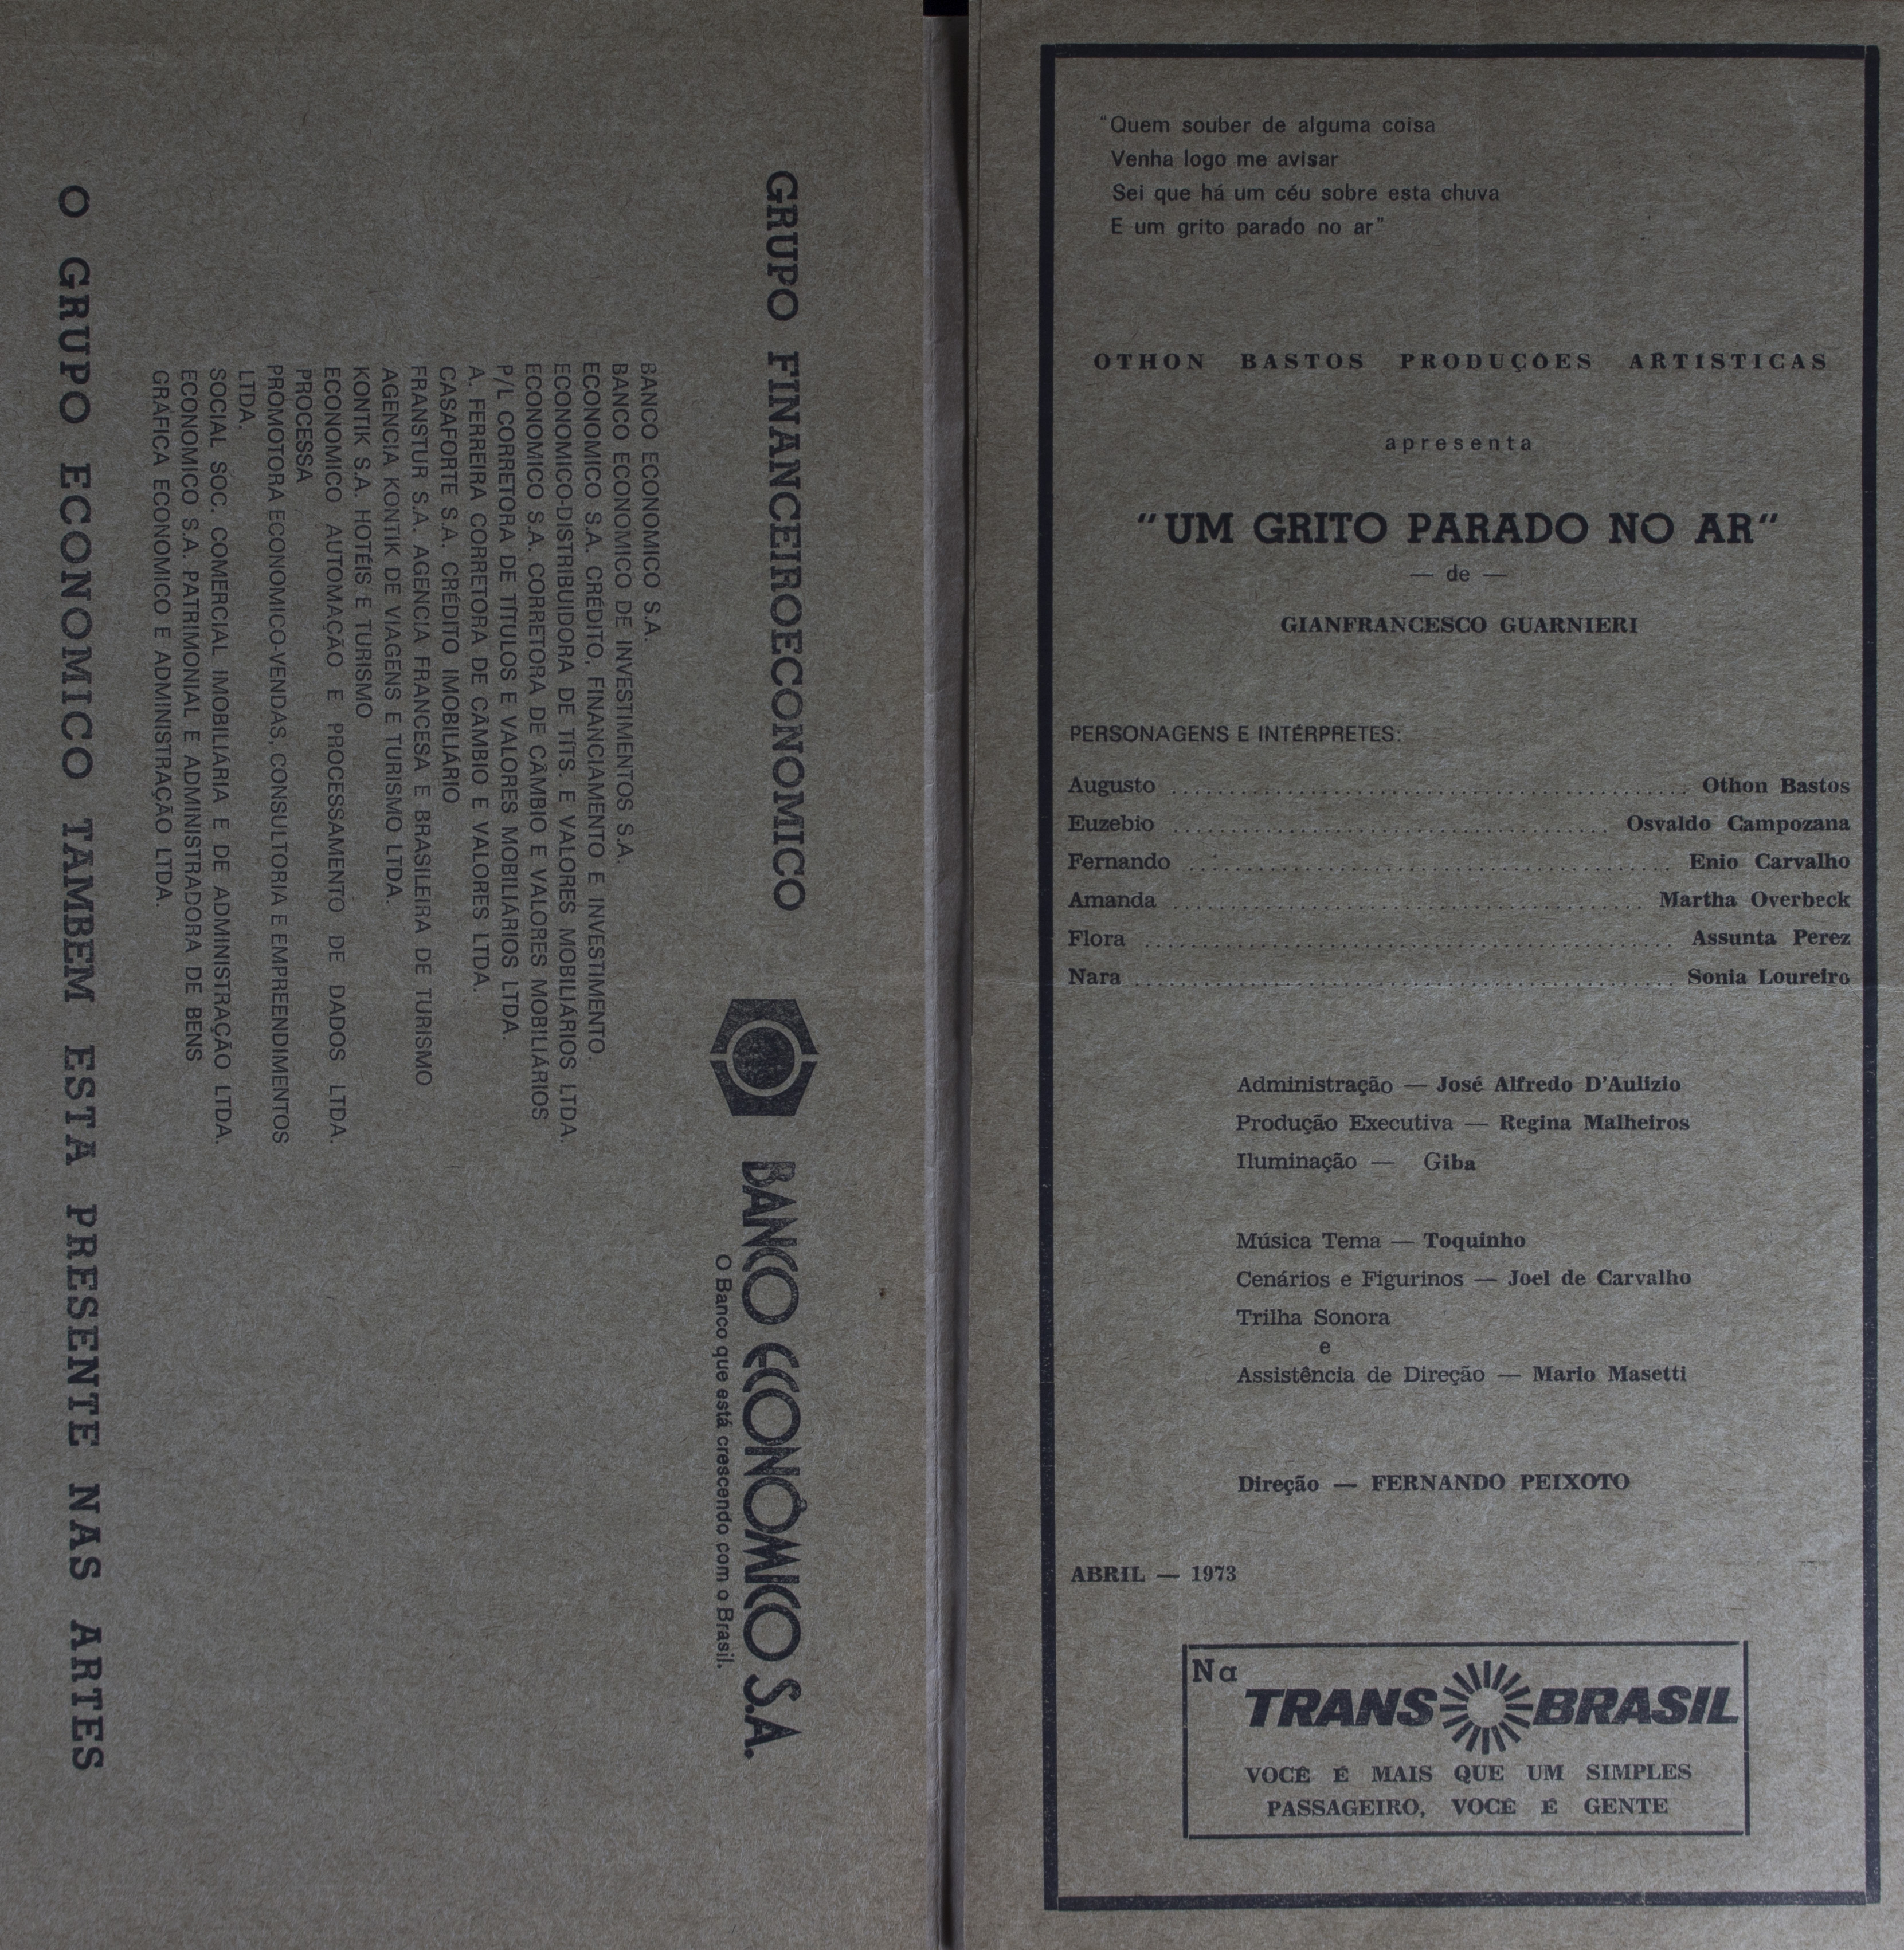 GRUPO FINANCEIROECONOMICO
BANCO ECONÔMICO S.A.
O Banco que está crescendo com o Brasil.
BANCO ECONOMICO S.A.
BANCO ECONOMICO DE INVESTIMENTOS S.A.
ECONOMICO S.A. CRÉDITO, FINANCIAMENTO E INVESTIMENTO.
ECONOMICO-DISTRIBUIDORA DE TÍTS. E VALORES MOBILIÁRIOS LTDA.
ECONOMICO S.A. CORRETORA DE CÂMBIO E VALORES MOBILIÁRIOS
P/L CORRETORA DE TÍTULOS E VALORES MOBILIÁRIOS LTDA.
A. FERREIRA CORRETORA DE CÂMBIO E VALORES LTDA.
CASAFORTE S.A. CRÉDITO IMOBILIÁRIO
FRANSTUR S.A. AGENCIA FRANCESA E BRASILEIRA DE TURISMO
AGENCIA KONTIK DE VIAGENS E TURISMO LTDA.
KONTIK S.A. HOTÉIS E TURISMO
ECONOMICO AUTOMAÇÃO E PROCESSAMENTO DE DADOS LTDA.
PROCESSA
PROMOTORA ECONOMICO-VENDAS, CONSULTORIA E EMPREENDIMENTOS
LTDA.
SOCIAL SOC. COMERCIAL IMOBILIÁRIA E DE ADMINISTRAÇÃO LTDA.
ECONOMICO S.A. PATRIMONIAL E ADMINISTRADORA DE BENS
GRÁFICA ECONOMICO E ADMINISTRAÇÃO LTDA.
O GRUPO ECONOMICO TAMBEM ESTA PRESENTE NAS ARTES
"Quem souber de alguma coisa
Venha logo me avisar
Sei que há um céu sobre esta chuva
E um grito parado no ar"
OTHON BASTOS PRODUÇÕES ARTÍSTICAS
apresenta
"UM GRITO PARADO NO AR"
— de —
GIANFRANCESCO GUARNIERI
PERSONAGENS E INTÉRPRETES:
Augusto ........ Othon Bastos
Euzebio ........ Osvaldo Campozana
Fernando ........ Enio Carvalho
Amanda ........ Martha Overbeck
Flora ........ Assunta Perez
Nara ........ Sonia Loureiro
Administração — José Alfredo D'Aulizio
Produção Executiva — Regina Malheiros
Iluminação — Giba
Música Tema — Toquinho
Cenários e Figurinos — Joel de Carvalho
Trilha Sonora
e
Assistência de Direção — Mario Masetti
Direção — FERNANDO PEIXOTO
ABRIL — 1973
Na
TRANSBRASIL
VOCÊ É MAIS QUE UM SIMPLES
PASSAGEIRO, VOCÊ É GENTE